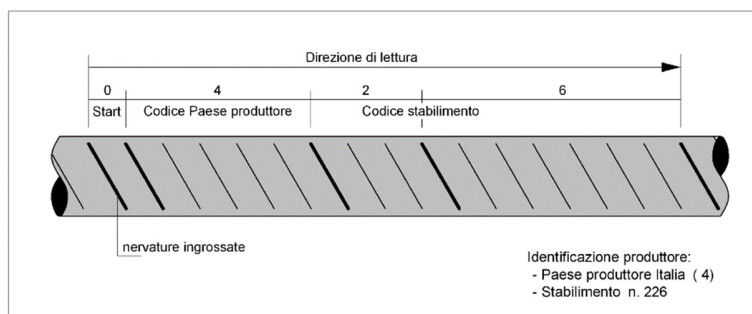 Direzione di lettura
0 4 2 6
Start Codice Paese produttore Codice stabilimento
nervature ingrossate
Identificazione produttore:
- Paese produttore Italia ( 4)
- Stabilimento n. 226